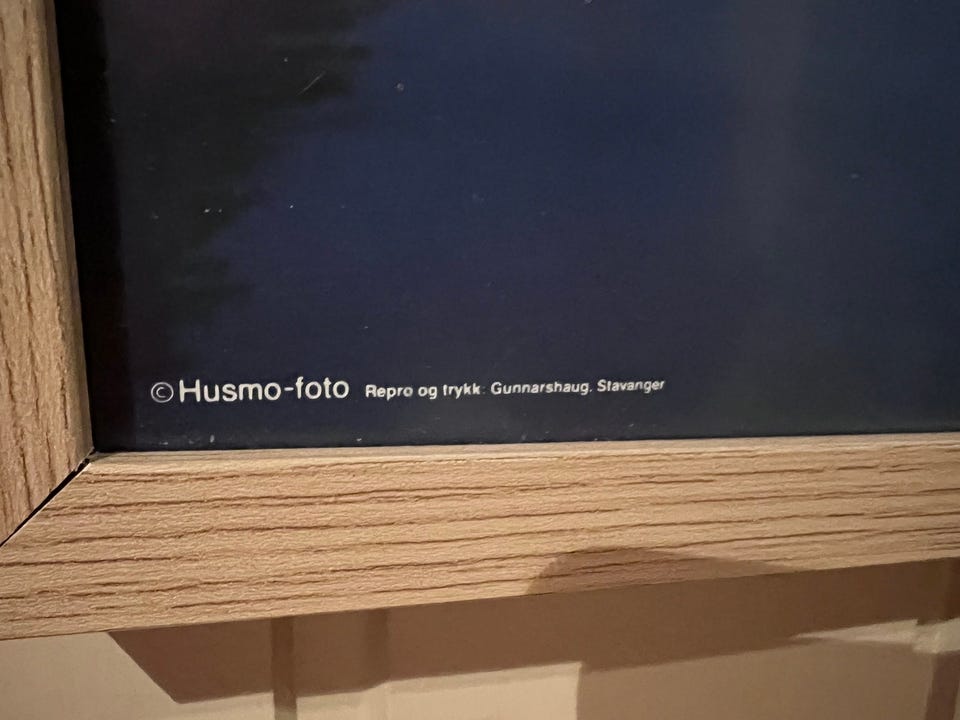 © Husmo-foto Repro og trykk: Gunnarshaug, Stavanger